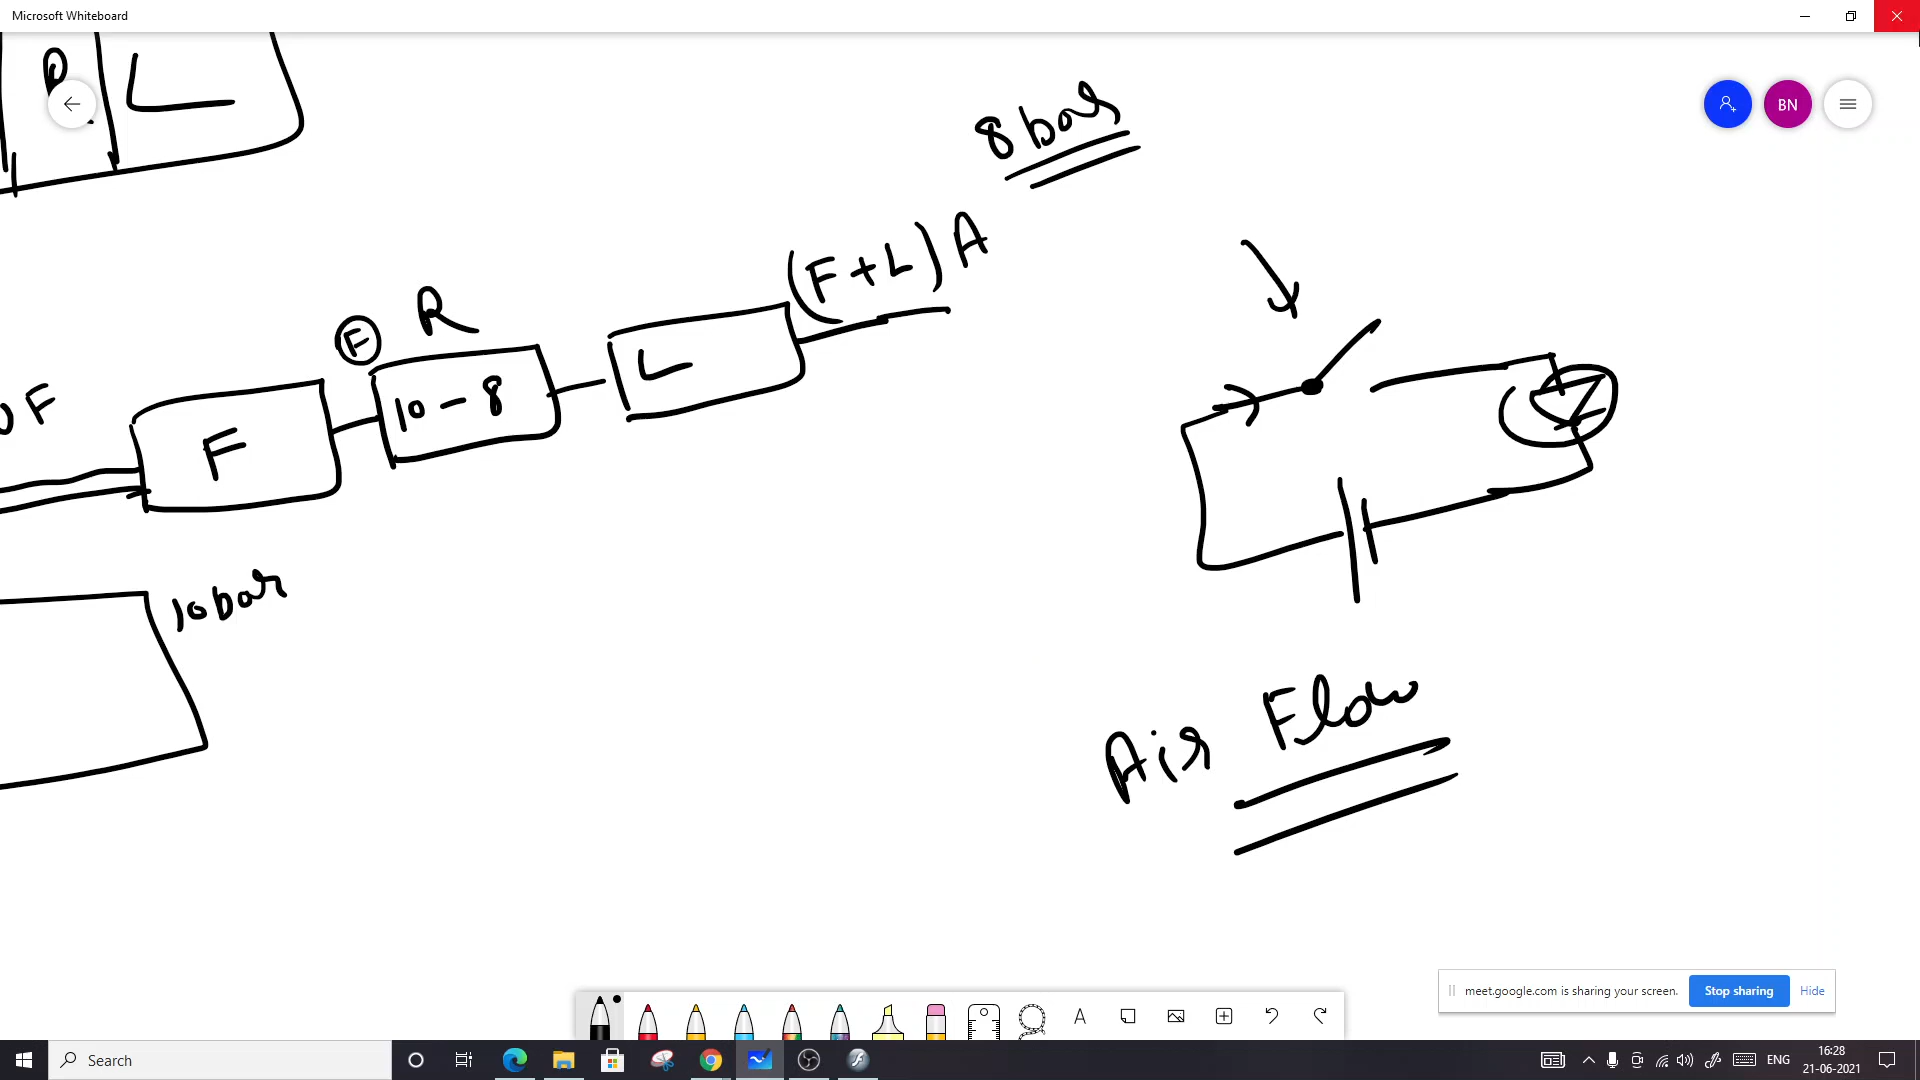 Microsoft Whiteboard
R L
8 bar
BN
(F+L) A
R
F
10 - 8
L
F
F
10 bar
Air Flow
meet.google.com is sharing your screen.
Stop sharing
Hide
A
Search
ENG
16:28
21-06-2021